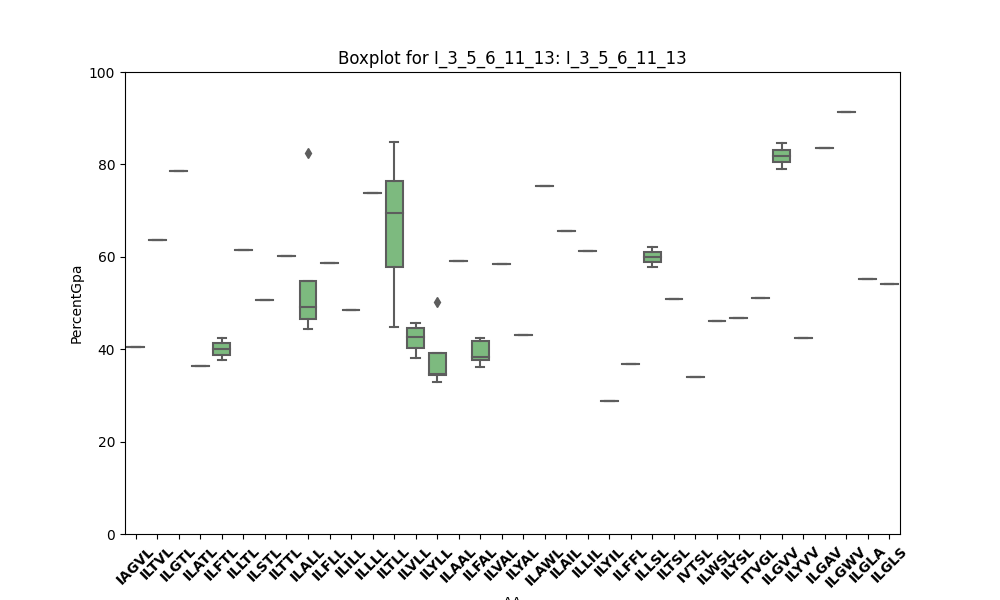 Boxplot for I_3_5_6_11_13: I_3_5_6_11_13
PercentGpa
100
80
60
40
20
0
IAGVL
ILTVL
ILGTL
ILATL
ILFTL
ILLTL
ILSTL
ILTTL
ILALL
ILFLL
ILILL
ILLLL
ILTLL
ILVLL
ILYLL
ILAAL
ILFAL
ILVAL
ILYAL
ILAWL
ILAIL
ILLIL
ILYIL
ILFFL
ILLSL
ILTSL
IVTSL
ILWSL
ILYSL
ITVGL
ILGVV
ILYVV
ILGAV
ILGWV
ILGLA
ILGLS